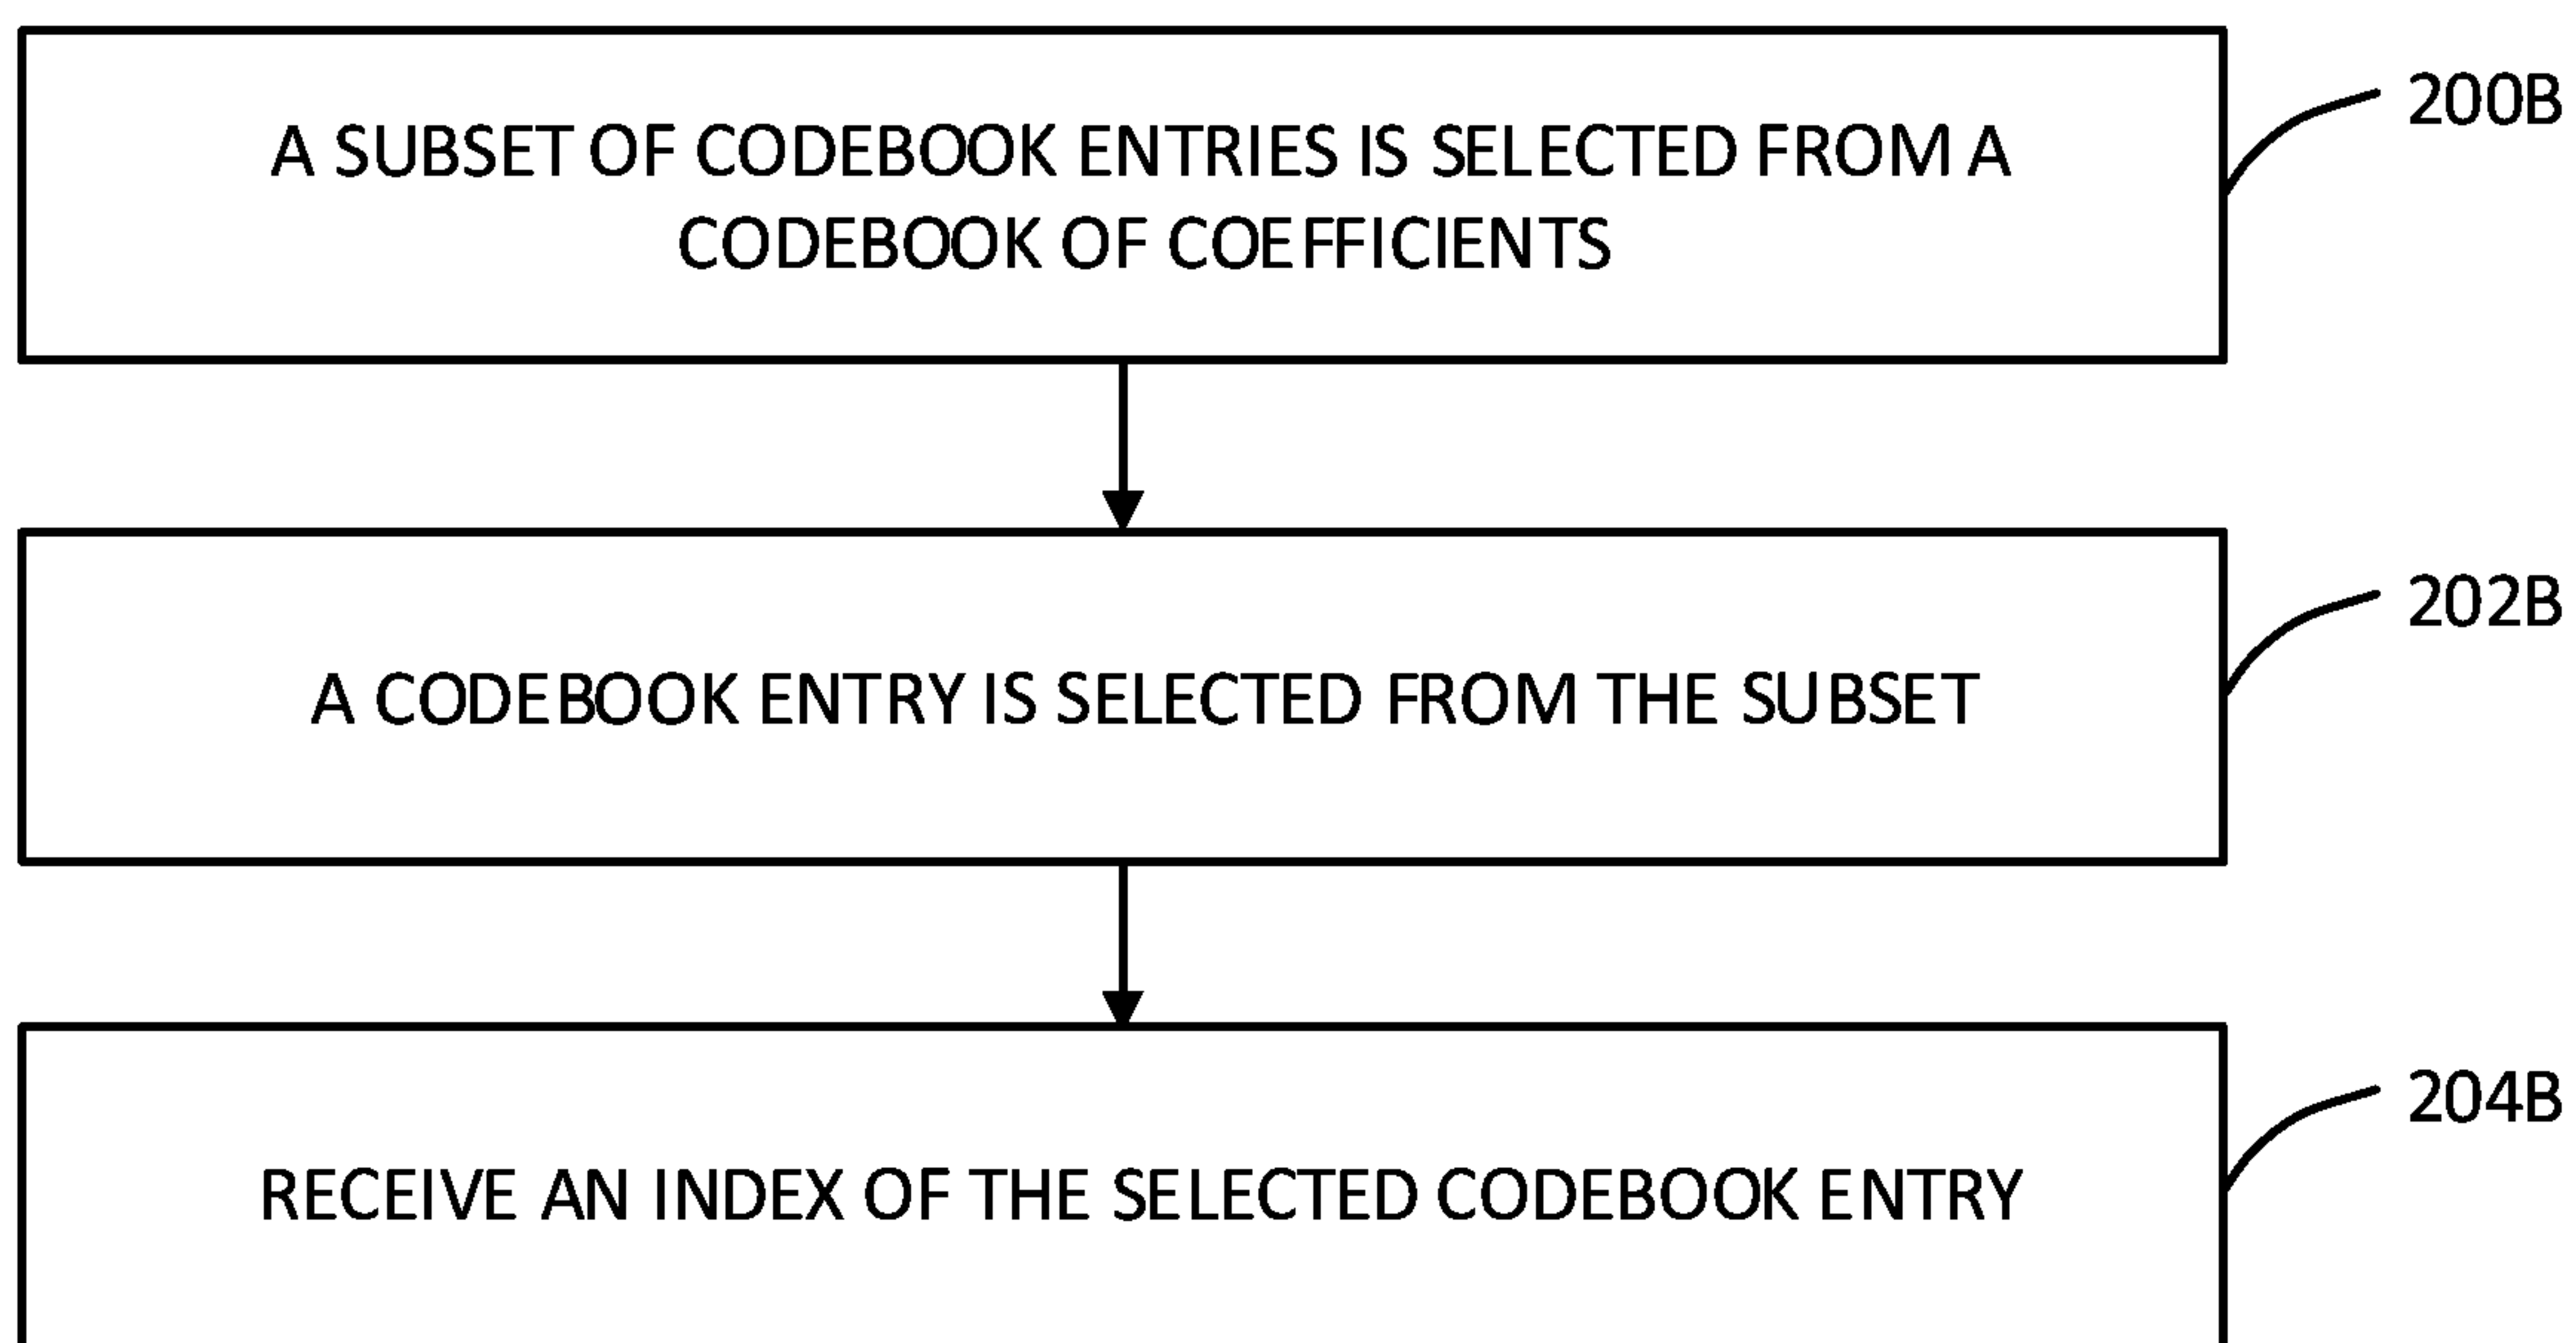 A SUBSET OF CODEBOOK ENTRIES IS SELECTED FROM A
CODEBOOK OF COEFFICIENTS
200B
A CODEBOOK ENTRY IS SELECTED FROM THE SUBSET
202B
RECEIVE AN INDEX OF THE SELECTED CODEBOOK ENTRY
204B